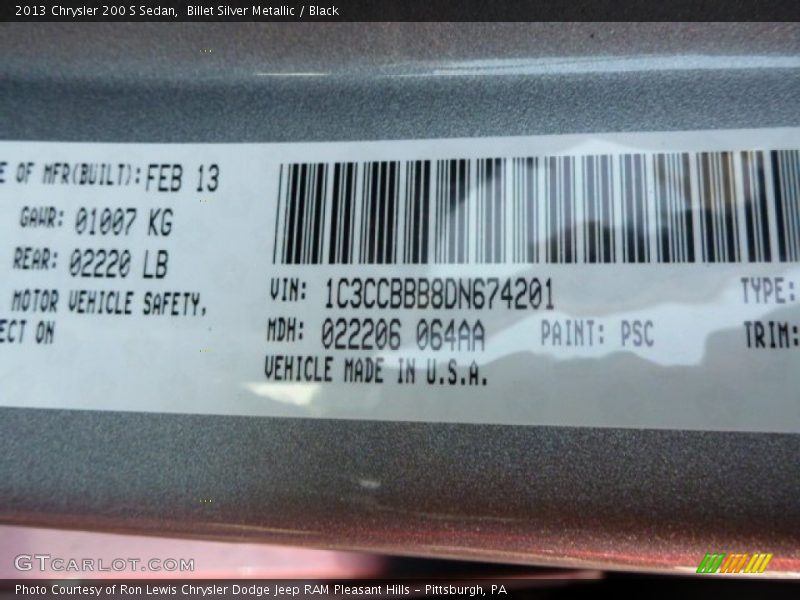 2013 Chrysler 200 S Sedan, Billet Silver Metallic / Black
E OF MFR(BUILT): FEB 13
GAWR: 01007 KG
REAR: 02220 LB
MOTOR VEHICLE SAFETY,
ECT ON
VIN: 1C3CCBBB8DN674201 TYPE:
MDH: 022206 064AA PAINT: PSC TRIM:
VEHICLE MADE IN U.S.A.
GTCARLOT.COM
Photo Courtesy of Ron Lewis Chrysler Dodge Jeep RAM Pleasant Hills - Pittsburgh, PA